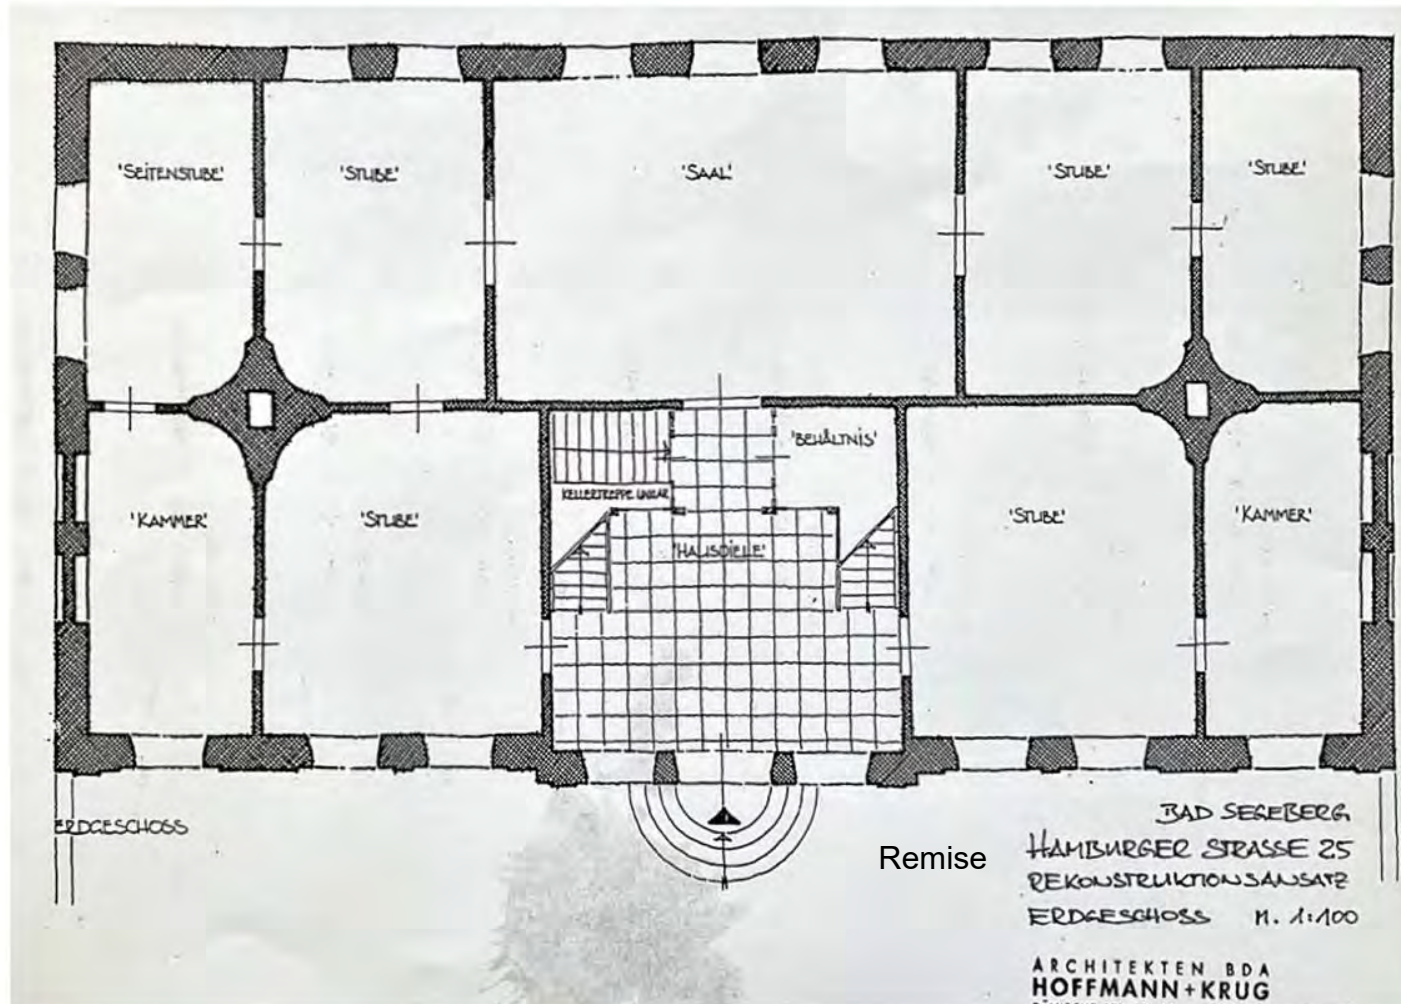 'SEITENSTUBE'
'STUBE'
'SAAL'
'STUBE'
'STUBE'
'BEHÄLTNIS'
KELLERTREPPE UNKLAR
'KAMMER'
'STUBE'
'HAUSDIELE'
'STUBE'
'KAMMER'
ERDGESCHOSS
Remise
BAD SEGEBERG
HAMBURGER STRASSE 25
REKONSTRUKTIONSANSATZ
ERDGESCHOSS M. 1:100
ARCHITEKTEN BDA
HOFFMANN+KRUG